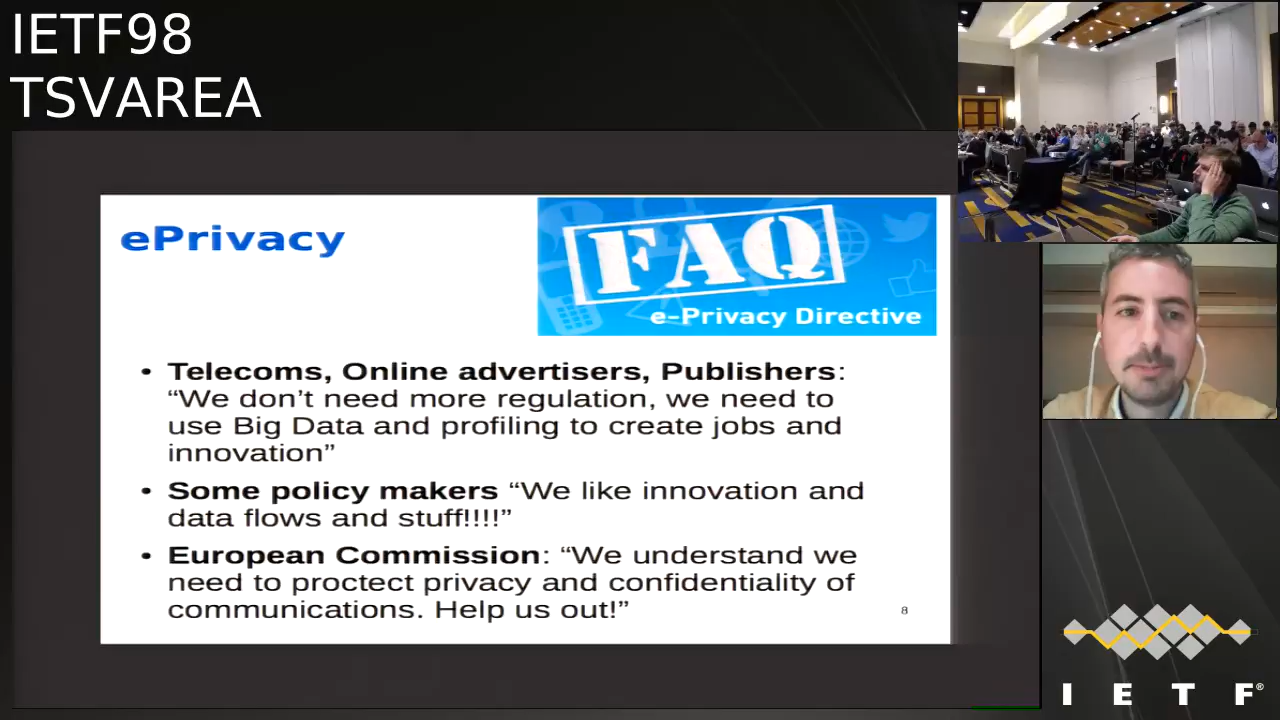 IETF98
TSVAREA
ePrivacy
FAQ
e-Privacy Directive
• Telecoms, Online advertisers, Publishers:
“We don’t need more regulation, we need to
use Big Data and profiling to create jobs and
innovation”
• Some policy makers “We like innovation and
data flows and stuff!!!!”
• European Commission: “We understand we
need to proctect privacy and confidentiality of
communications. Help us out!”
8
I E T F®